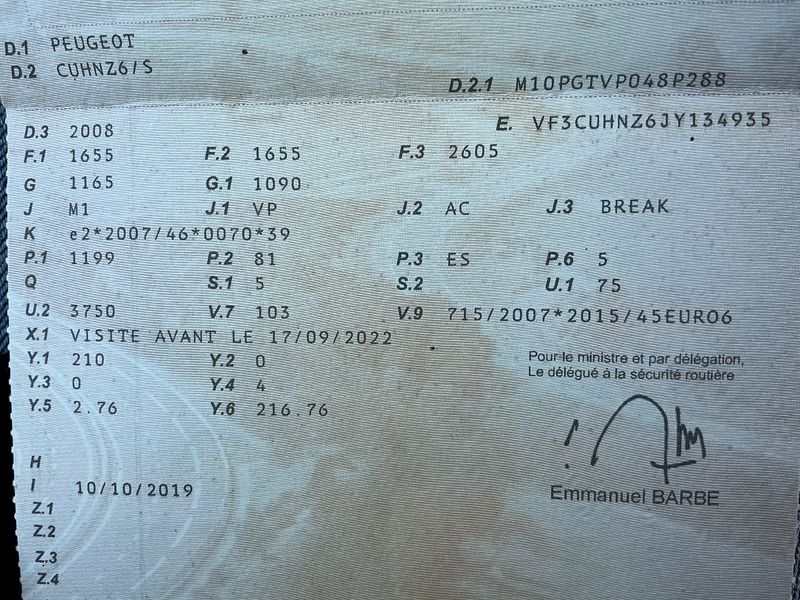 D.1 PEUGEOT
D.2 CUHNZ6/S
D.2.1 M10PGTVP048P288
D.3 2008 E. VF3CUHNZ6JY134935
F.1 1655 F.2 1655 F.3 2605
G 1165 G.1 1090
J M1 J.1 VP J.2 AC J.3 BREAK
K e2*2007/46*0070*39
P.1 1199 P.2 81 P.3 ES P.6 5
Q S.1 5 S.2 U.1 75
U.2 3750 V.7 103 V.9 715/2007*2015/45EURO6
X.1 VISITE AVANT LE 17/09/2022
Y.1 210 Y.2 0
Y.3 0 Y.4 4
Y.5 2.76 Y.6 216.76
Pour le ministre et par délégation,
Le délégué à la sécurité routière
Emmanuel BARBE
H
I 10/10/2019
Z.1
Z.2
Z.3
Z.4